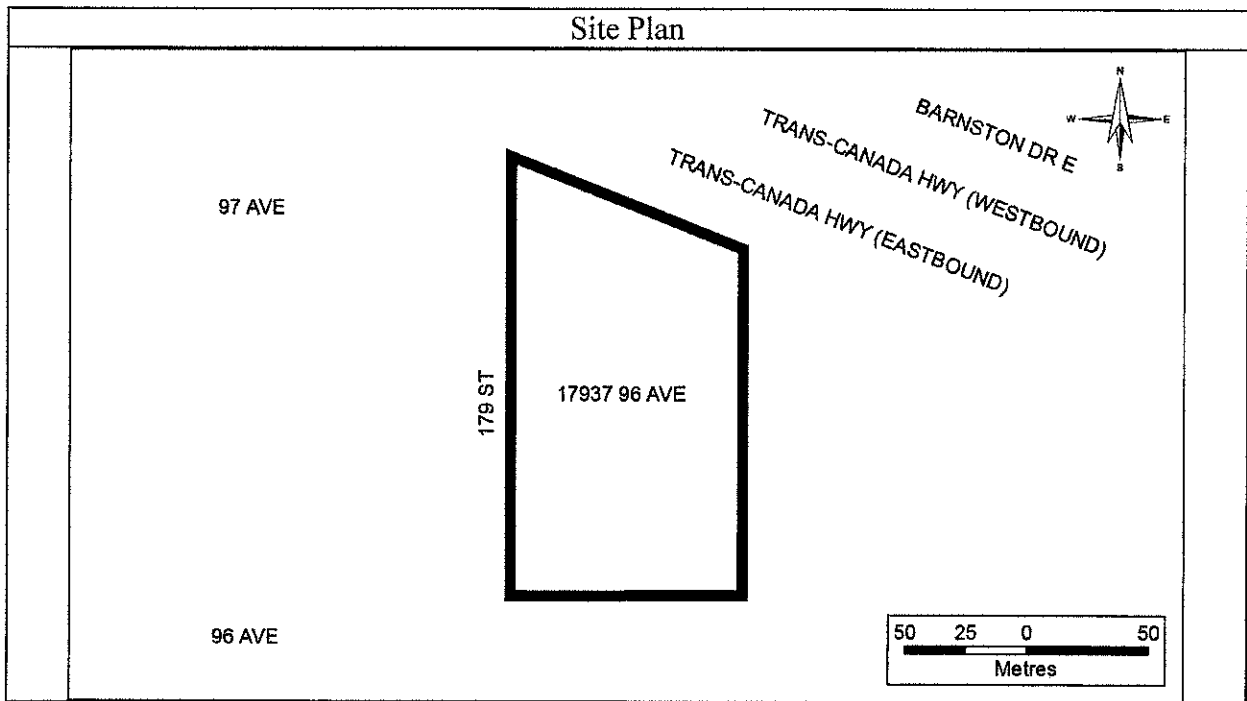 Site Plan
N
W E
S
BARNSTON DR E
TRANS-CANADA HWY (WESTBOUND)
TRANS-CANADA HWY (EASTBOUND)
97 AVE
179 ST
17937 96 AVE
96 AVE
50 25 0 50
Metres